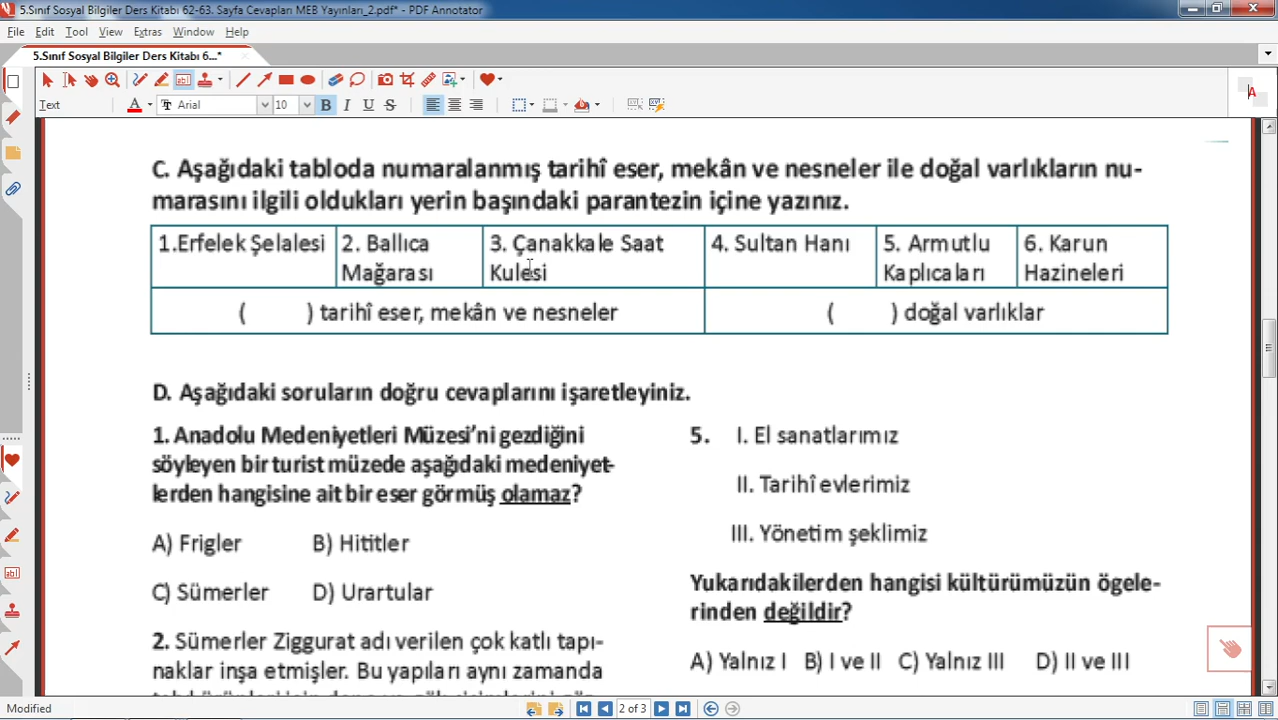 5.Sınıf Sosyal Bilgiler Ders Kitabı 62-63. Sayfa Cevapları MEB Yayınları_2.pdf* - PDF Annotator
File Edit Tool View Extras Window Help
5.Sınıf Sosyal Bilgiler Ders Kitabı 6...*
Text Arial 10 B I U S
C. Aşağıdaki tabloda numaralanmış tarihî eser, mekân ve nesneler ile doğal varlıkların nu-
marasını ilgili oldukları yerin başındaki parantezin içine yazınız.
1.Erfelek Şelalesi
2. Ballıca
Mağarası
3. Çanakkale Saat
Kulesi
4. Sultan Hanı
5. Armutlu
Kaplıcaları
6. Karun
Hazineleri
( ) tarihî eser, mekân ve nesneler
( ) doğal varlıklar
D. Aşağıdaki soruların doğru cevaplarını işaretleyiniz.
1. Anadolu Medeniyetleri Müzesi’ni gezdiğini
söyleyen bir turist müzede aşağıdaki medeniyet-
lerden hangisine ait bir eser görmüş olamaz?
A) Frigler B) Hititler
C) Sümerler D) Urartular
2. Sümerler Ziggurat adı verilen çok katlı tapı-
naklar inşa etmişler. Bu yapıları aynı zamanda
5. I. El sanatlarımız
II. Tarihî evlerimiz
III. Yönetim şeklimiz
Yukarıdakilerden hangisi kültürümüzün ögele-
rinden değildir?
A) Yalnız I B) I ve II C) Yalnız III D) II ve III
Modified
2 of 3